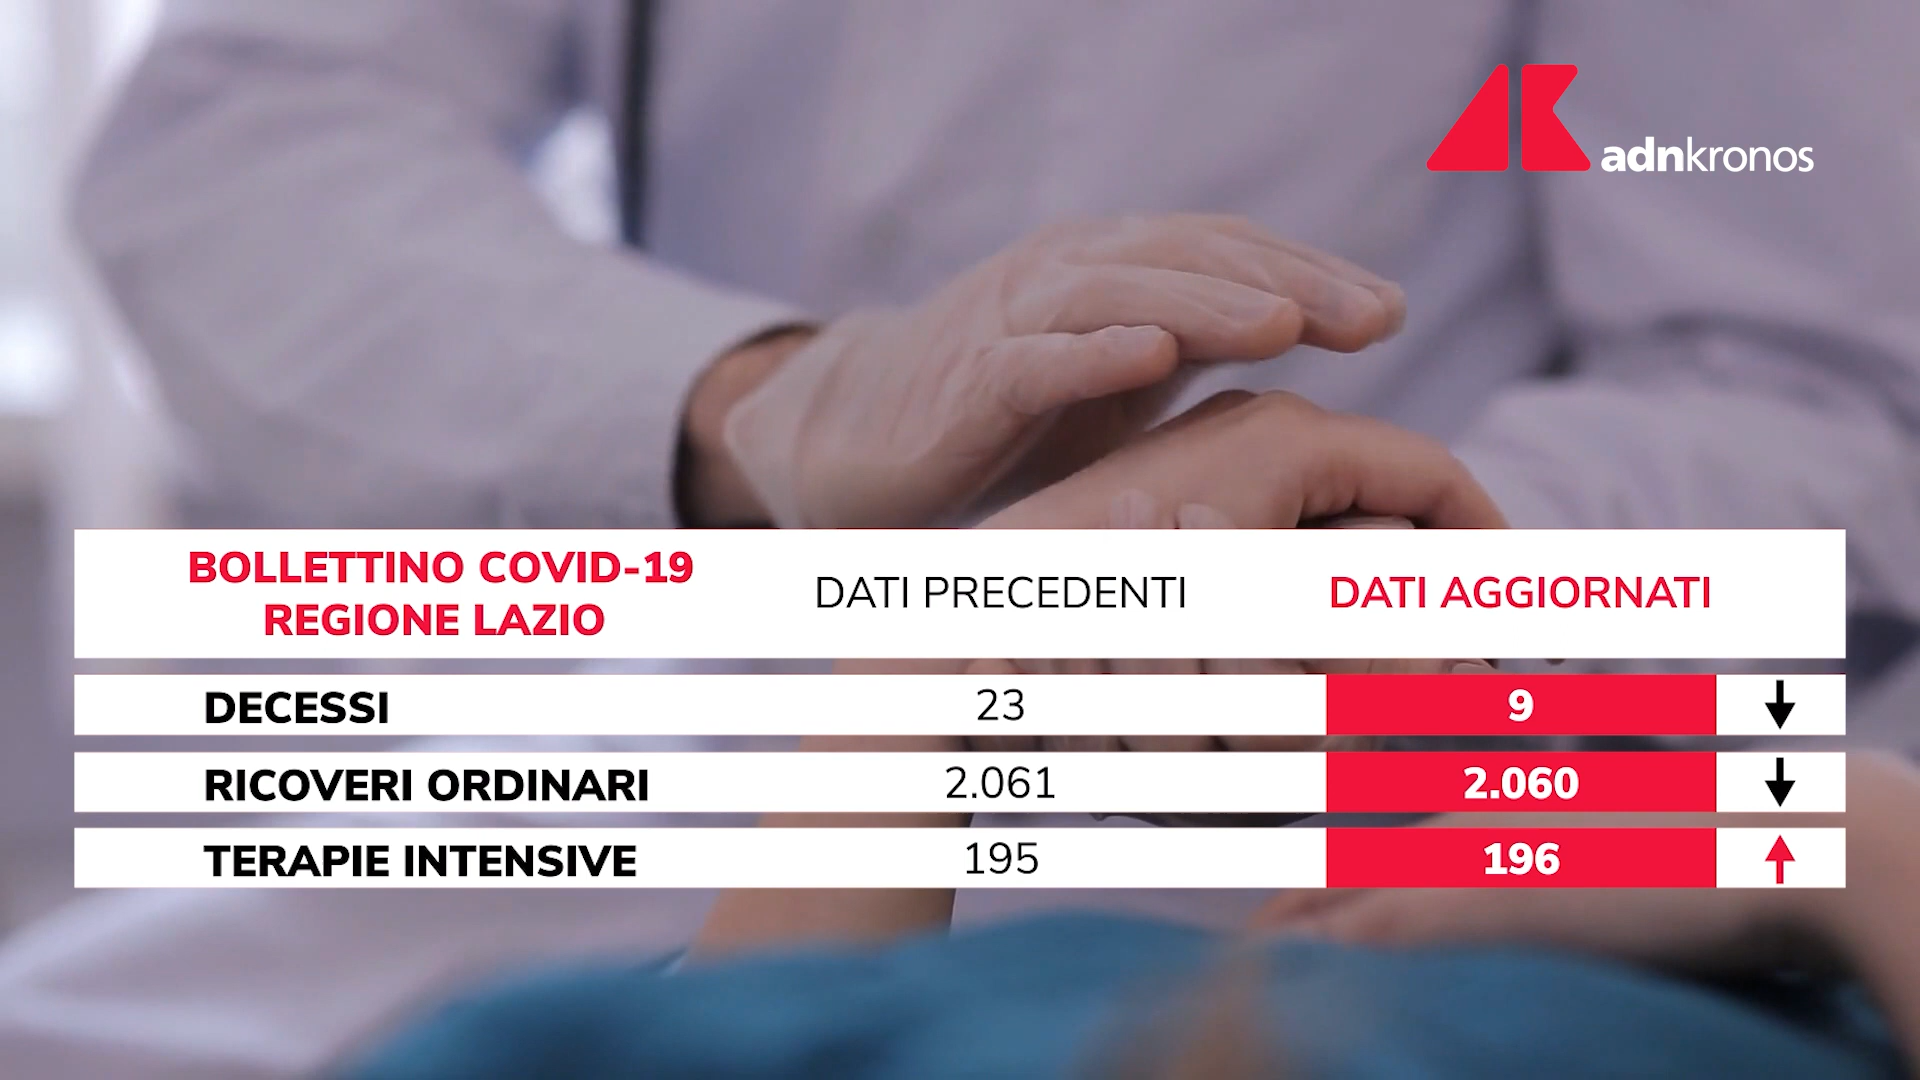 adnkronos
BOLLETTINO COVID-19 DATI PRECEDENTI DATI AGGIORNATI
REGIONE LAZIO
DECESSI 23 9
RICOVERI ORDINARI 2.061 2.060
TERAPIE INTENSIVE 195 196